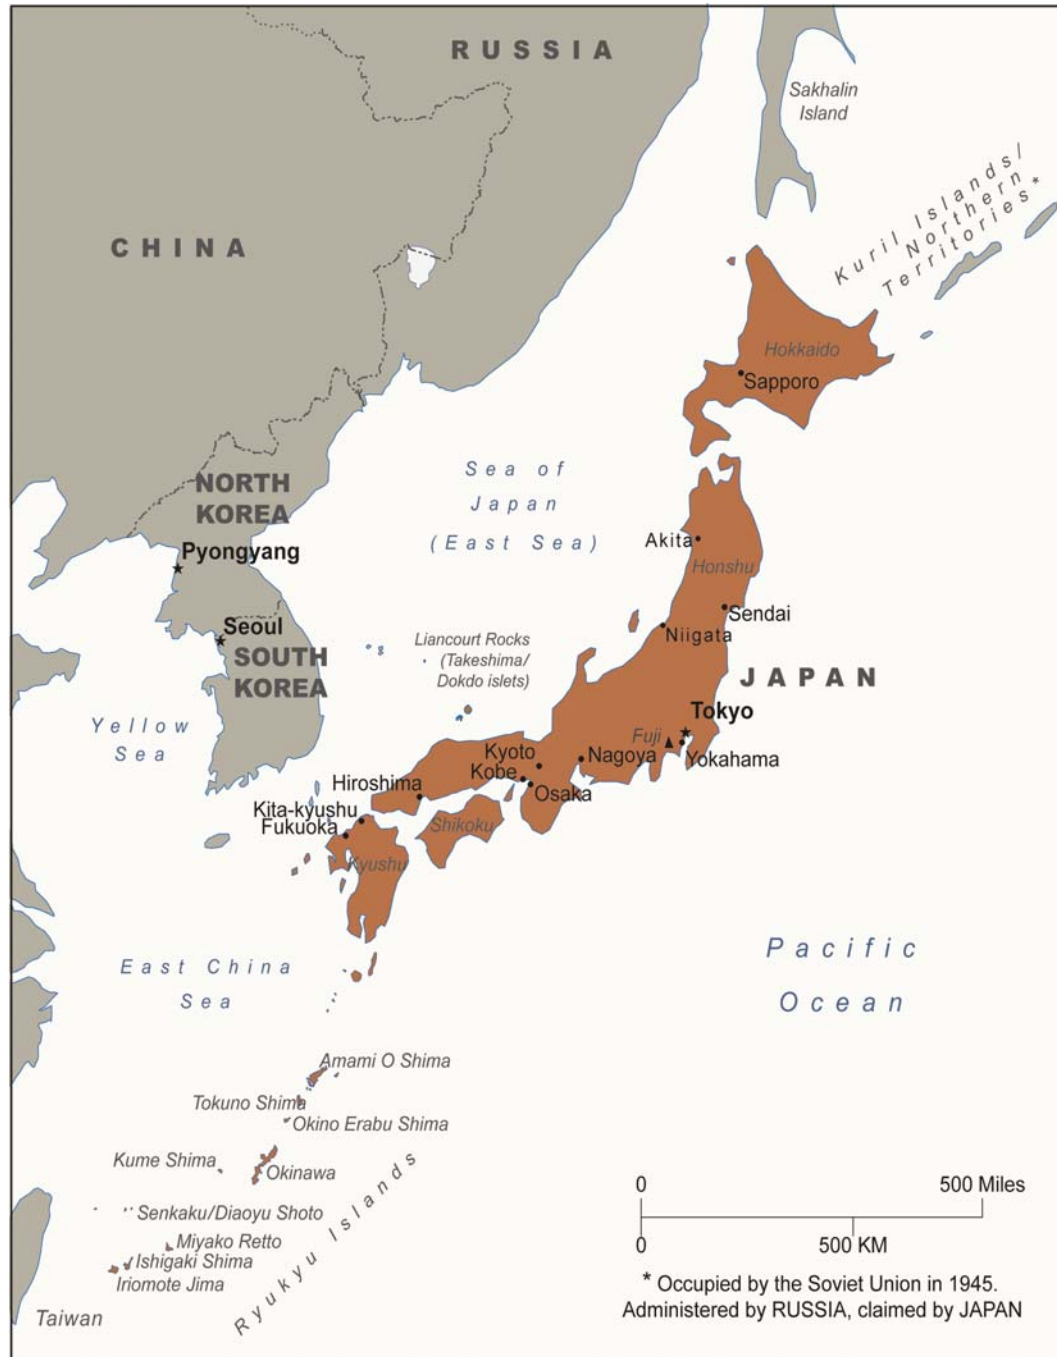 RUSSIA
Sakhalin
Island
Kuril Islands/
Northern
Territories*
CHINA
Hokkaido
Sapporo
NORTH
KOREA
Sea of
Japan
(East Sea)
Pyongyang
Akita
Honshu
Sendai
Seoul
Niigata
SOUTH
KOREA
Liancourt Rocks
(Takeshima/
Dokdo islets)
JAPAN
Tokyo
Yellow
Sea
Fuji
Kyoto
Nagoya
Yokahama
Kobe
Osaka
Hiroshima
Kita-kyushu
Fukuoka
Shikoku
Kyushu
Pacific
Ocean
East China
Sea
Amami O Shima
Tokuno Shima
Okino Erabu Shima
Kume Shima
Okinawa
Ryukyu Islands
Senkaku/Diaoyu Shoto
Miyako Retto
Ishigaki Shima
Iriomote Jima
Taiwan
0 500 Miles
0 500 KM
* Occupied by the Soviet Union in 1945.
Administered by RUSSIA, claimed by JAPAN